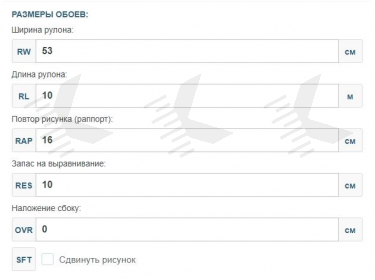 РАЗМЕРЫ ОБОЕВ:
Ширина рулона:
RW 53 см
Длина рулона:
RL 10 м
Повтор рисунка (раппорт):
RAP 16 см
Запас на выравнивание:
RES 10 см
Наложение сбоку:
OVR 0 см
SFT Сдвинуть рисунок